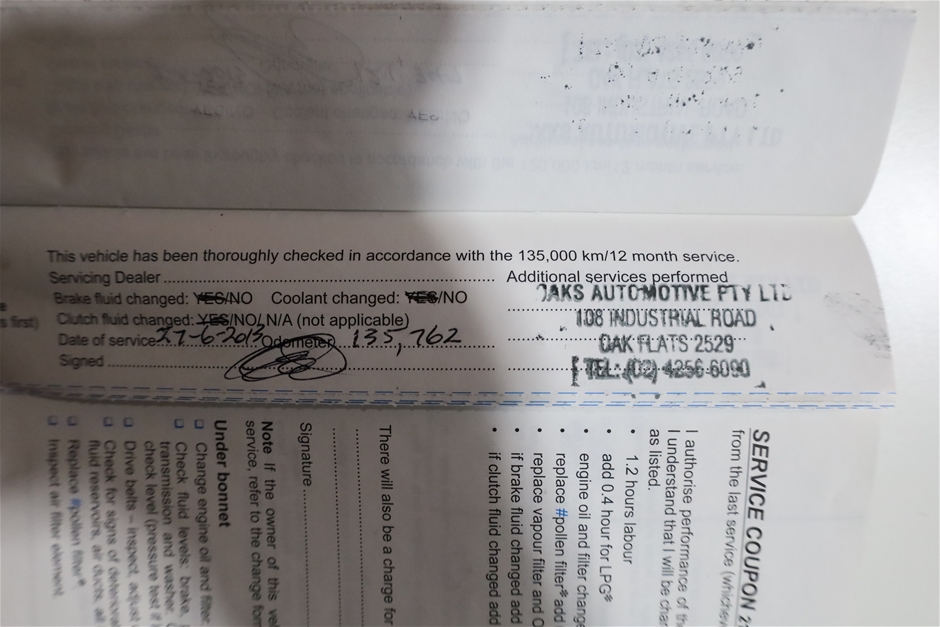 This vehicle has been thoroughly checked in accordance with the 135,000 km/12 month service.
Servicing Dealer
Additional services performed
Brake fluid changed: YES/NO Coolant changed: YES/NO
Clutch fluid changed: YES/NO/N/A (not applicable)
Date of service 27-6-2013 Odometer 135,762
Signed
OAKS AUTOMOTIVE PTY LTD
108 INDUSTRIAL ROAD
OAK FLATS 2529
TEL: (02) 4256 6090
s first)
SERVICE COUPON
from the last service
I authorise performance of
I understand that I will be
as listed.
• 1.2 hours labour
• add 0.4 hour for LPG*
• engine oil and filter change
• replace #pollen filter* add
• replace vapour filter and
• if brake fluid changed add
• if clutch fluid changed add
There will also be a charge for
Signature
Note If the owner of this
service, refer to the change from
Under bonnet
Change engine oil and filter.
Check fluid levels: brake,
transmission and washer
check level (pressure test
Drive belts – inspect, adjust
Check for signs of
fluid reservoirs, air ducts,
Replace #pollen filter*
Inspect air filter element